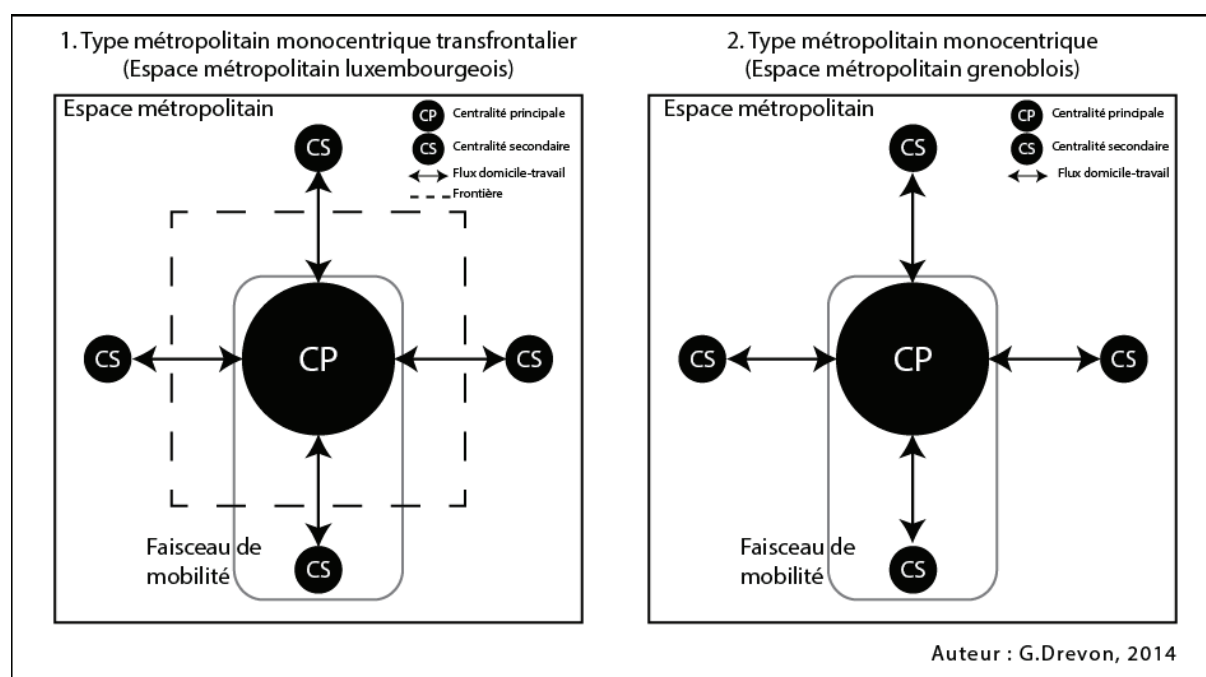 1. Type métropolitain monocentrique transfrontalier
(Espace métropolitain luxembourgeois)
Espace métropolitain
CP Centralité principale
CS Centralité secondaire
Flux domicile-travail
Frontière
CS
CS
CP
CS
Faisceau de
mobilité
CS
2. Type métropolitain monocentrique
(Espace métropolitain grenoblois)
Espace métropolitain
CP Centralité principale
CS Centralité secondaire
Flux domicile-travail
CS
CS
CP
CS
Faisceau de
mobilité
CS
Auteur : G.Drevon, 2014